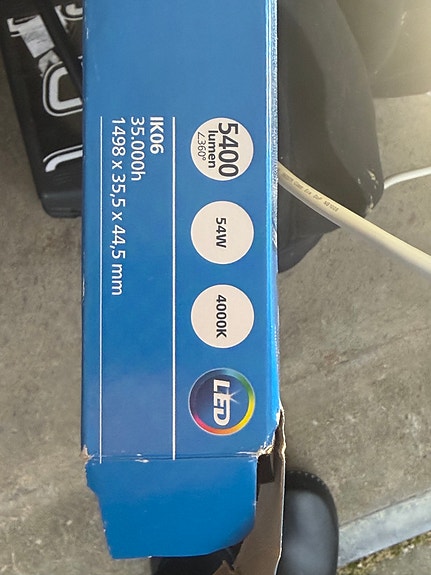 5400
lumen
∠360°
54W
4000K
LED
IK06
35.000h
1498 x 35,5 x 44,5 mm